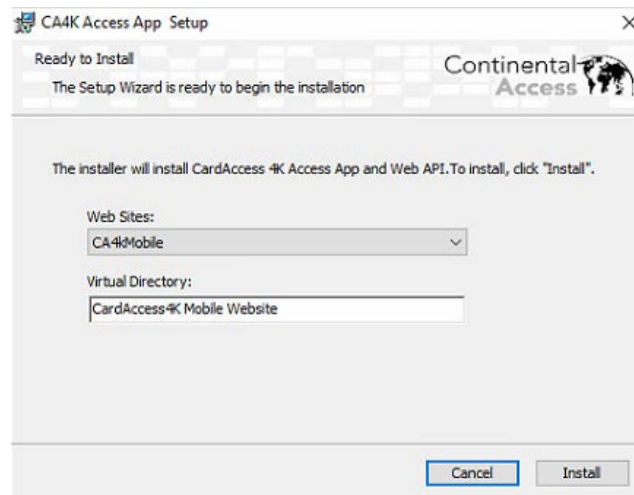 CA4K Access App Setup
Ready to Install
The Setup Wizard is ready to begin the installation
Continental
Access
The installer will install CardAccess 4K Access App and Web API.To install, click "Install".
Web Sites:
CA4kMobile
Virtual Directory:
CardAccess4K Mobile Website
Cancel
Install